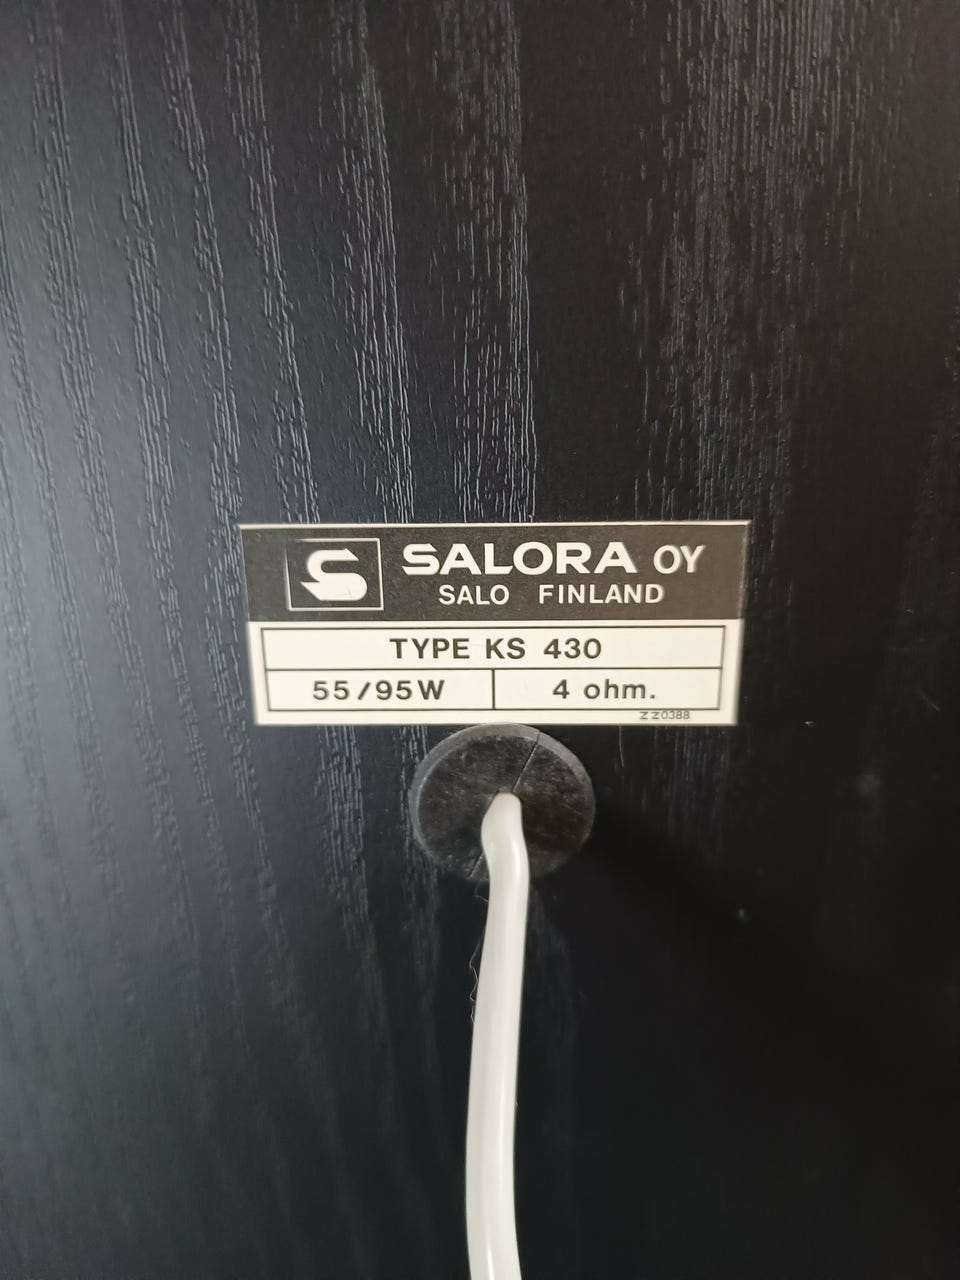 S SALORA OY
SALO FINLAND
TYPE KS 430
55/95W 4 ohm.
ZZ0388